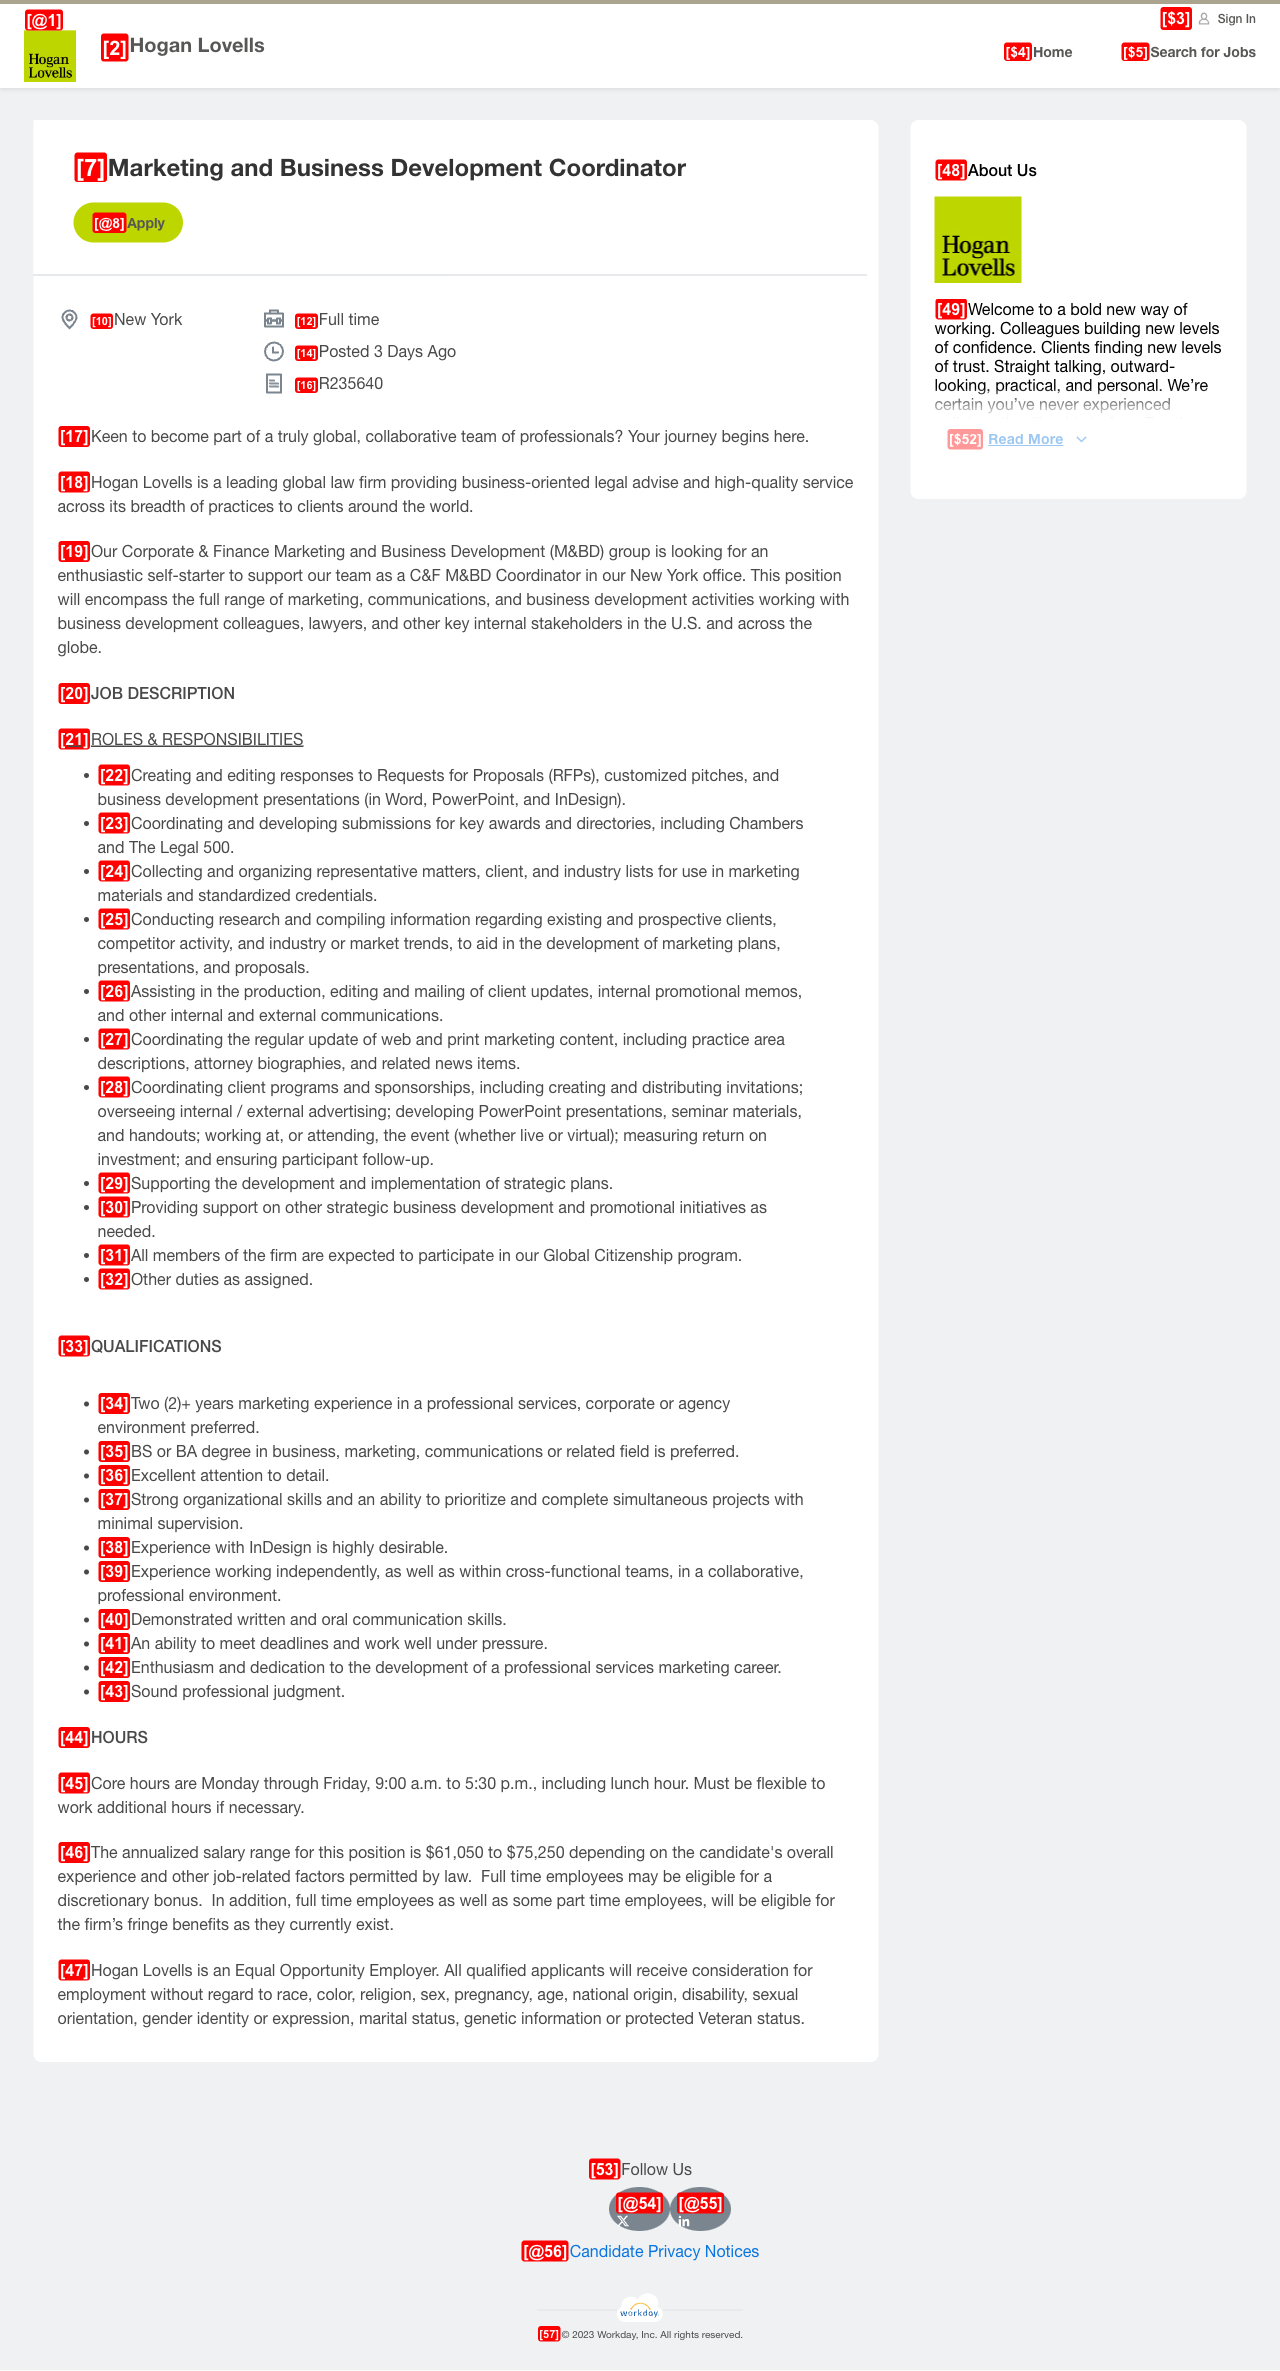 [@1]
Hogan
Lovells
[2]Hogan Lovells
[$3] Sign In
[$4]Home
[$5]Search for Jobs
[7]Marketing and Business Development Coordinator
[@8]Apply
[10]New York
[12]Full time
[14]Posted 3 Days Ago
[16]R235640
[17]Keen to become part of a truly global, collaborative team of professionals? Your journey begins here.
[18]Hogan Lovells is a leading global law firm providing business-oriented legal advise and high-quality service
across its breadth of practices to clients around the world.
[19]Our Corporate & Finance Marketing and Business Development (M&BD) group is looking for an
enthusiastic self-starter to support our team as a C&F M&BD Coordinator in our New York office. This position
will encompass the full range of marketing, communications, and business development activities working with
business development colleagues, lawyers, and other key internal stakeholders in the U.S. and across the
globe.
[20]JOB DESCRIPTION
[21]ROLES & RESPONSIBILITIES
• [22]Creating and editing responses to Requests for Proposals (RFPs), customized pitches, and
business development presentations (in Word, PowerPoint, and InDesign).
• [23]Coordinating and developing submissions for key awards and directories, including Chambers
and The Legal 500.
• [24]Collecting and organizing representative matters, client, and industry lists for use in marketing
materials and standardized credentials.
• [25]Conducting research and compiling information regarding existing and prospective clients,
competitor activity, and industry or market trends, to aid in the development of marketing plans,
presentations, and proposals.
• [26]Assisting in the production, editing and mailing of client updates, internal promotional memos,
and other internal and external communications.
• [27]Coordinating the regular update of web and print marketing content, including practice area
descriptions, attorney biographies, and related news items.
• [28]Coordinating client programs and sponsorships, including creating and distributing invitations;
overseeing internal / external advertising; developing PowerPoint presentations, seminar materials,
and handouts; working at, or attending, the event (whether live or virtual); measuring return on
investment; and ensuring participant follow-up.
• [29]Supporting the development and implementation of strategic plans.
• [30]Providing support on other strategic business development and promotional initiatives as
needed.
• [31]All members of the firm are expected to participate in our Global Citizenship program.
• [32]Other duties as assigned.
[33]QUALIFICATIONS
• [34]Two (2)+ years marketing experience in a professional services, corporate or agency
environment preferred.
• [35]BS or BA degree in business, marketing, communications or related field is preferred.
• [36]Excellent attention to detail.
• [37]Strong organizational skills and an ability to prioritize and complete simultaneous projects with
minimal supervision.
• [38]Experience with InDesign is highly desirable.
• [39]Experience working independently, as well as within cross-functional teams, in a collaborative,
professional environment.
• [40]Demonstrated written and oral communication skills.
• [41]An ability to meet deadlines and work well under pressure.
• [42]Enthusiasm and dedication to the development of a professional services marketing career.
• [43]Sound professional judgment.
[44]HOURS
[45]Core hours are Monday through Friday, 9:00 a.m. to 5:30 p.m., including lunch hour. Must be flexible to
work additional hours if necessary.
[46]The annualized salary range for this position is $61,050 to $75,250 depending on the candidate's overall
experience and other job-related factors permitted by law.  Full time employees may be eligible for a
discretionary bonus.  In addition, full time employees as well as some part time employees, will be eligible for
the firm’s fringe benefits as they currently exist.
[47]Hogan Lovells is an Equal Opportunity Employer. All qualified applicants will receive consideration for
employment without regard to race, color, religion, sex, pregnancy, age, national origin, disability, sexual
orientation, gender identity or expression, marital status, genetic information or protected Veteran status.
[48]About Us
Hogan
Lovells
[49]Welcome to a bold new way of
working. Colleagues building new levels
of confidence. Clients finding new levels
of trust. Straight talking, outward-
looking, practical, and personal. We’re
certain you’ve never experienced
[$52] Read More
[53]Follow Us
[@54] [@55]
X in
[@56]Candidate Privacy Notices
workday.
[57]© 2023 Workday, Inc. All rights reserved.